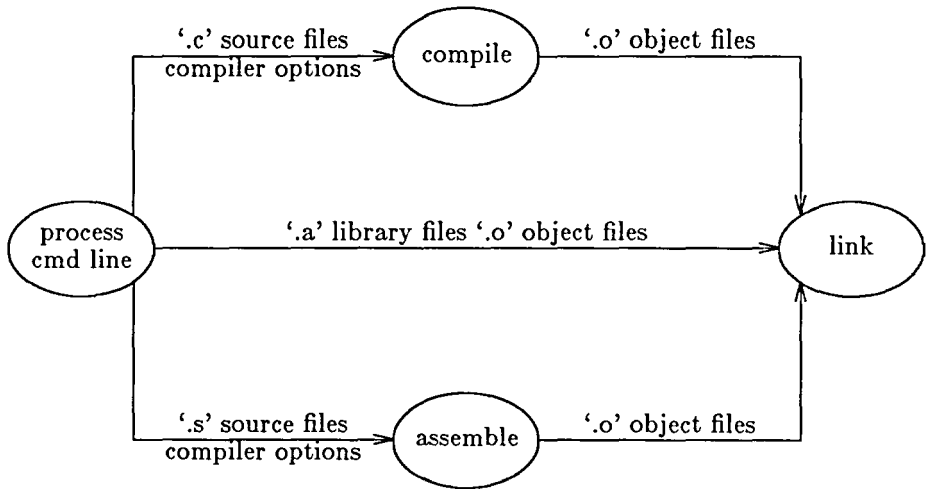 ‘.c’ source files
compiler options
compile
‘.o’ object files
process
cmd line
‘.a’ library files ‘.o’ object files
link
‘.s’ source files
compiler options
assemble
‘.o’ object files